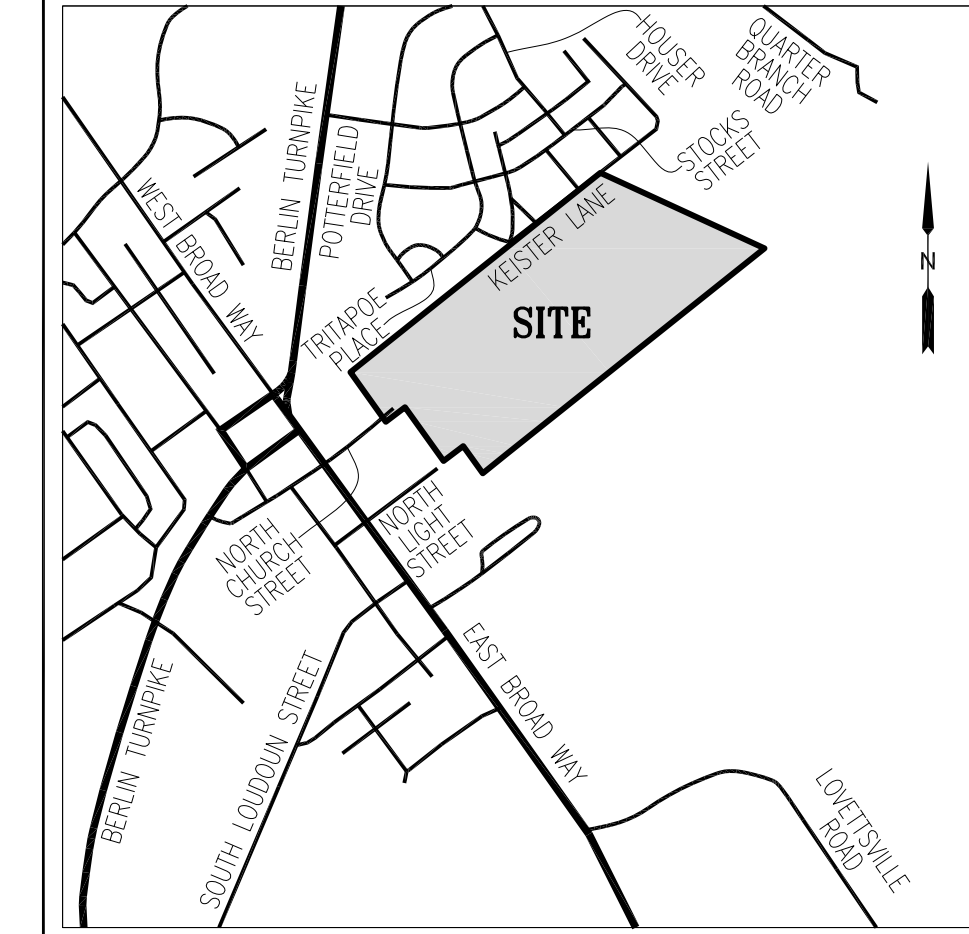 HOUSER
DRIVE
QUARTER
BRANCH
ROAD
BERLIN TURNPIKE
POTTERFIELD
DRIVE
STOCKS
STREET
WEST BROAD WAY
KEISTER LANE
N
TRITAPOE
PLACE
SITE
NORTH
LIGHT
STREET
NORTH
CHURCH
STREET
EAST BROAD WAY
BERLIN TURNPIKE
SOUTH LOUDOUN STREET
LOVETTSVILLE
ROAD